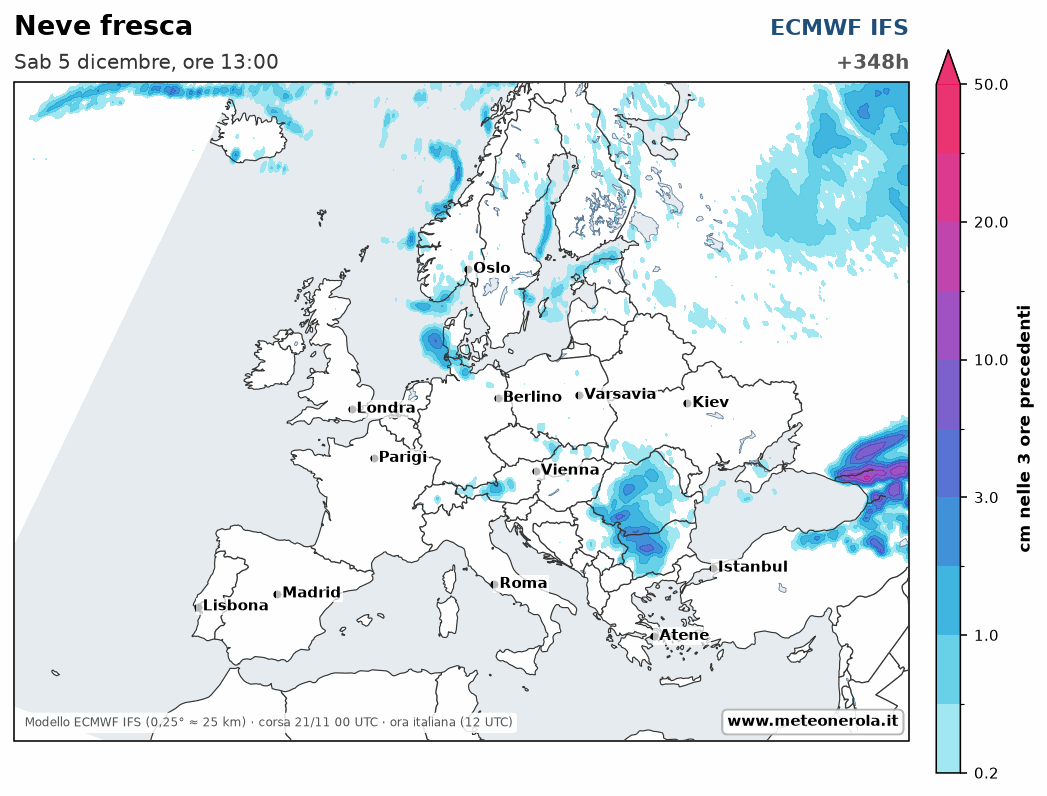 Neve fresca
ECMWF IFS
Sab 5 dicembre, ore 13:00
+348h
50.0
20.0
10.0
3.0
1.0
0.2
cm nelle 3 ore precedenti
Oslo
Berlino
Varsavia
Kiev
Londra
Parigi
Vienna
Istanbul
Roma
Madrid
Lisbona
Atene
Modello ECMWF IFS (0,25° ≈ 25 km) · corsa 21/11 00 UTC · ora italiana (12 UTC)
www.meteonerola.it